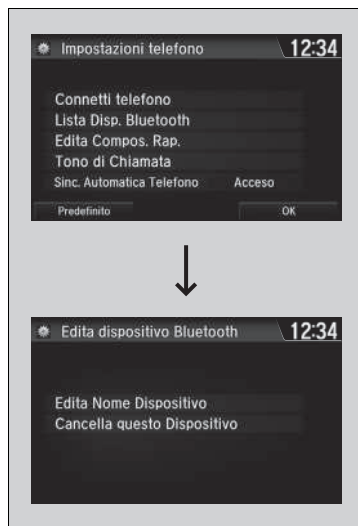 Impostazioni telefono 12:34
Connetti telefono
Lista Disp. Bluetooth
Edita Compos. Rap.
Tono di Chiamata
Sinc. Automatica Telefono Acceso
Predefinito OK
Edita dispositivo Bluetooth 12:34
Edita Nome Dispositivo
Cancella questo Dispositivo